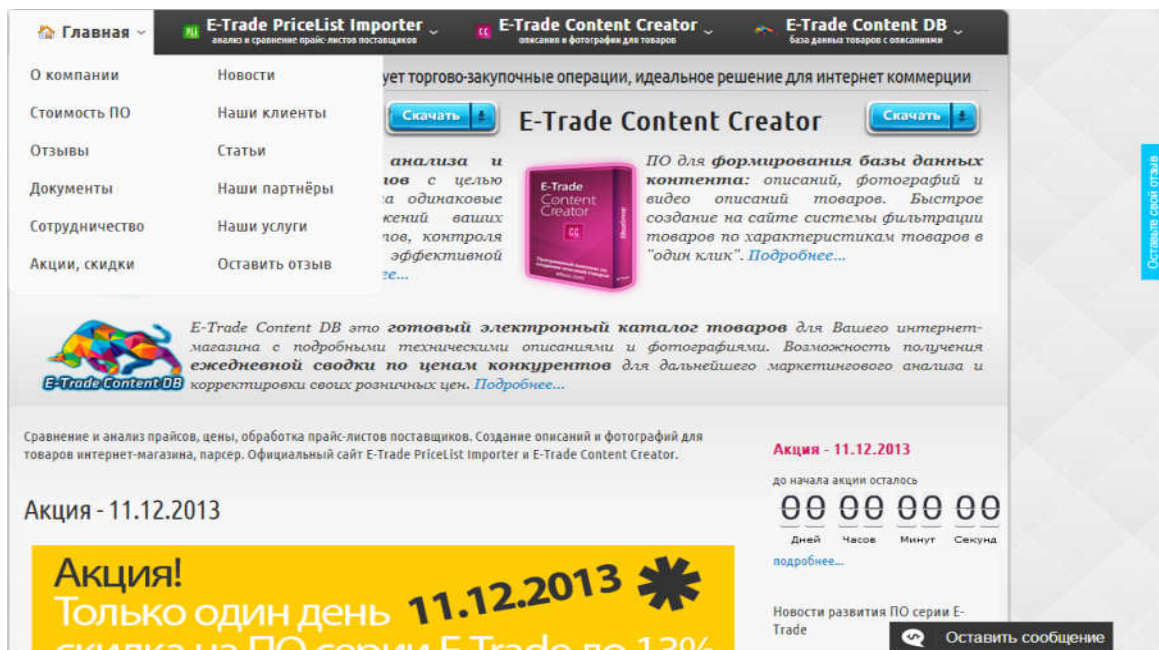 Главная
E-Trade PriceList Importer
анализ и сравнение прайс-листов поставщиков
E-Trade Content Creator
описания и фотографии для товаров
E-Trade Content DB
база данных товаров с описаниями
О компании
Новости
Стоимость ПО
Наши клиенты
Отзывы
Статьи
Документы
Наши партнёры
Сотрудничество
Наши услуги
Акции, скидки
Оставить отзыв
ует торгово-закупочные операции, идеальное решение для интернет коммерции
Скачать
E-Trade Content Creator
Скачать
анализа и
ов с целью
а одинаковые
жений ваших
ов, контроля
эффективной
ее...
E-Trade
Content
Creator
CC
ПО для формирования базы данных
контента: описаний, фотографий и
видео описаний товаров. Быстрое
создание на сайте системы фильтрации
товаров по характеристикам товаров в
"один клик". Подробнее...
Оставьте свой отзыв
E-Trade Content DB
E-Trade Content DB это готовый электронный каталог товаров для Вашего интернет-
магазина с подробными техническими описаниями и фотографиями. Возможность получения
ежедневной сводки по ценам конкурентов для дальнейшего маркетингового анализа и
корректировки своих розничных цен. Подробнее...
Сравнение и анализ прайсов, цены, обработка прайс-листов поставщиков. Создание описаний и фотографий для
товаров интернет-магазина, парсер. Официальный сайт E-Trade PriceList Importer и E-Trade Content Creator.
Акция - 11.12.2013
Акция!
Только один день 11.12.2013
скидка на ПО серии E-Trade до 13%
Акция - 11.12.2013
до начала акции осталось
00 00 00 00
Дней Часов Минут Секунд
подробнее...
Новости развития ПО серии E-
Trade
Оставить сообщение